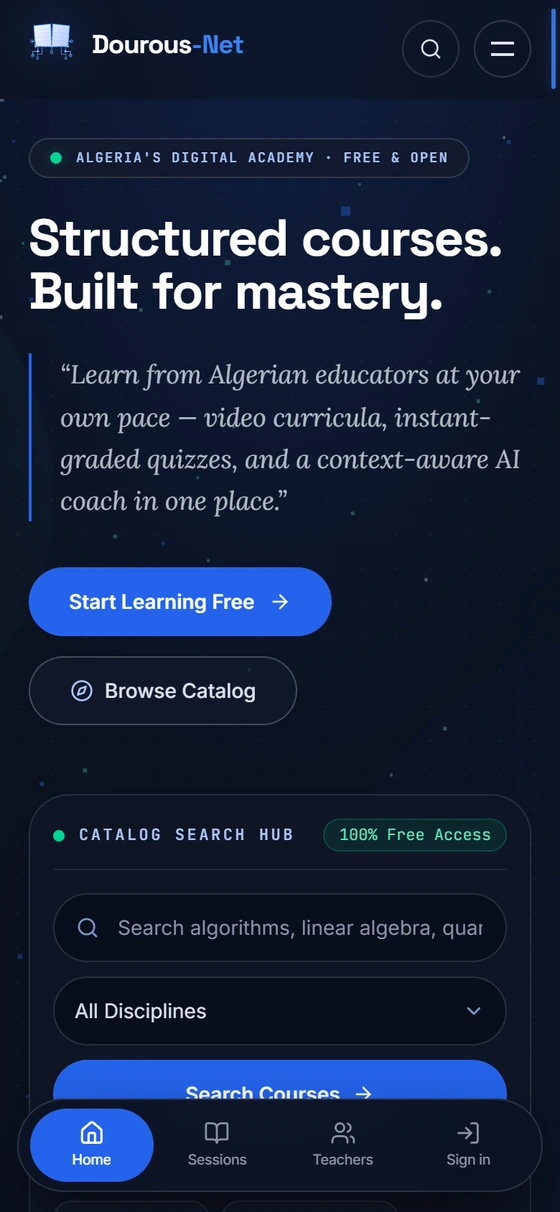 Dourous-Net
ALGERIA'S DIGITAL ACADEMY · FREE & OPEN
Structured courses.
Built for mastery.
“Learn from Algerian educators at your
own pace — video curricula, instant-
graded quizzes, and a context-aware AI
coach in one place.”
Start Learning Free
Browse Catalog
CATALOG SEARCH HUB
100% Free Access
Search algorithms, linear algebra, quar
All Disciplines
Search Courses
Home
Sessions
Teachers
Sign in